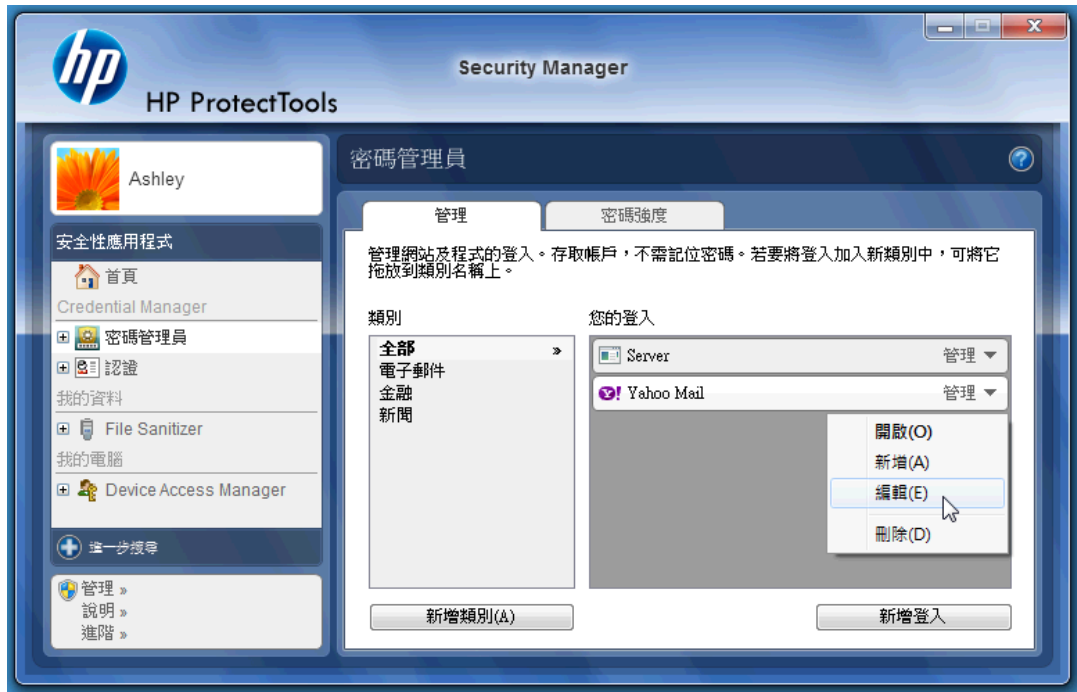 hp
HP ProtectTools
Security Manager
Ashley
安全性應用程式
首頁
Credential Manager
密碼管理員
認證
我的資料
File Sanitizer
我的電腦
Device Access Manager
進一步搜尋
管理 »
說明 »
進階 »
密碼管理員
?
管理
密碼強度
管理網站及程式的登入。存取帳戶,不需記位密碼。若要將登入加入新類別中,可將它
拖放到類別名稱上。
類別
全部 »
電子郵件
金融
新聞
新增類別(A)
您的登入
Server 管理
Y! Yahoo Mail 管理
開啟(O)
新增(A)
編輯(E)
刪除(D)
新增登入